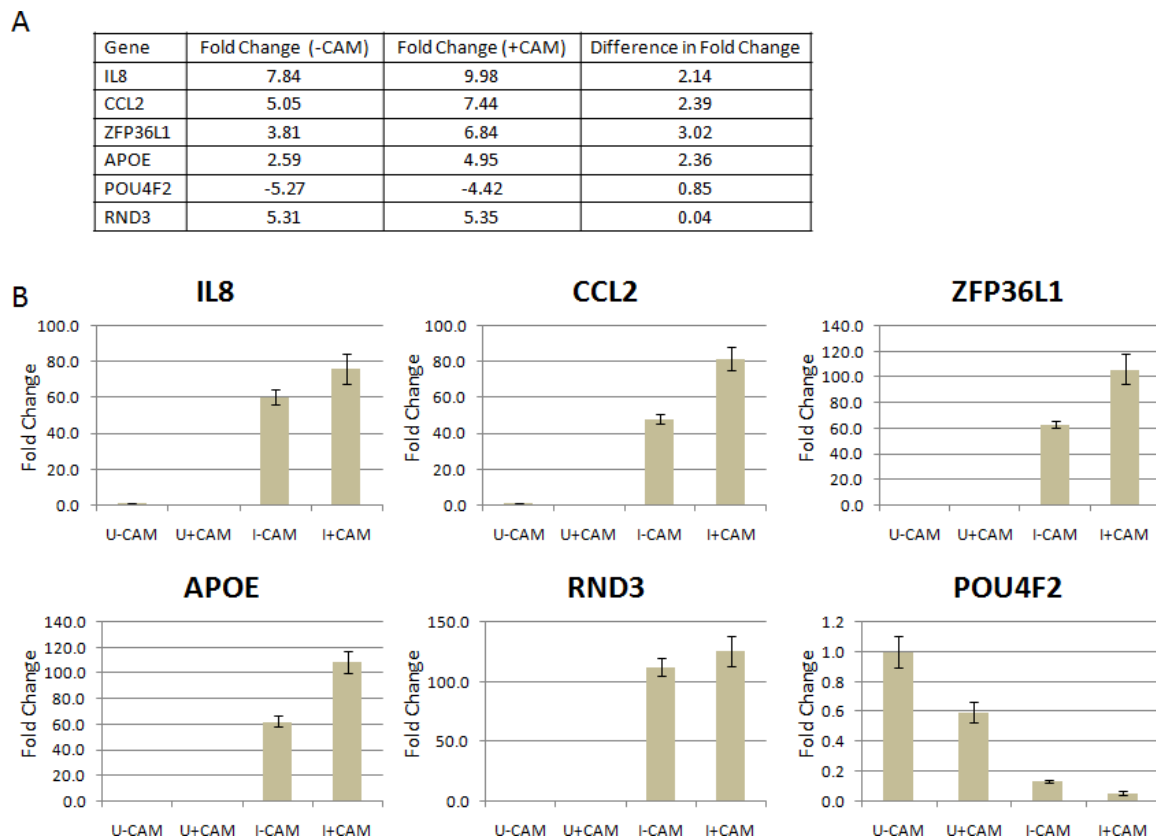 A
Gene Fold Change (-CAM) Fold Change (+CAM) Difference in Fold Change
IL8 7.84 9.98 2.14
CCL2 5.05 7.44 2.39
ZFP36L1 3.81 6.84 3.02
APOE 2.59 4.95 2.36
POU4F2 -5.27 -4.42 0.85
RND3 5.31 5.35 0.04
B
IL8
Fold Change
100.0
80.0
60.0
40.0
20.0
0.0
U-CAM U+CAM I-CAM I+CAM
CCL2
Fold Change
100.0
80.0
60.0
40.0
20.0
0.0
U-CAM U+CAM I-CAM I+CAM
ZFP36L1
Fold Change
140.0
120.0
100.0
80.0
60.0
40.0
20.0
0.0
U-CAM U+CAM I-CAM I+CAM
APOE
Fold Change
140.0
120.0
100.0
80.0
60.0
40.0
20.0
0.0
U-CAM U+CAM I-CAM I+CAM
RND3
Fold Change
150.0
100.0
50.0
0.0
U-CAM U+CAM I-CAM I+CAM
POU4F2
Fold Change
1.2
1.0
0.8
0.6
0.4
0.2
0.0
U-CAM U+CAM I-CAM I+CAM